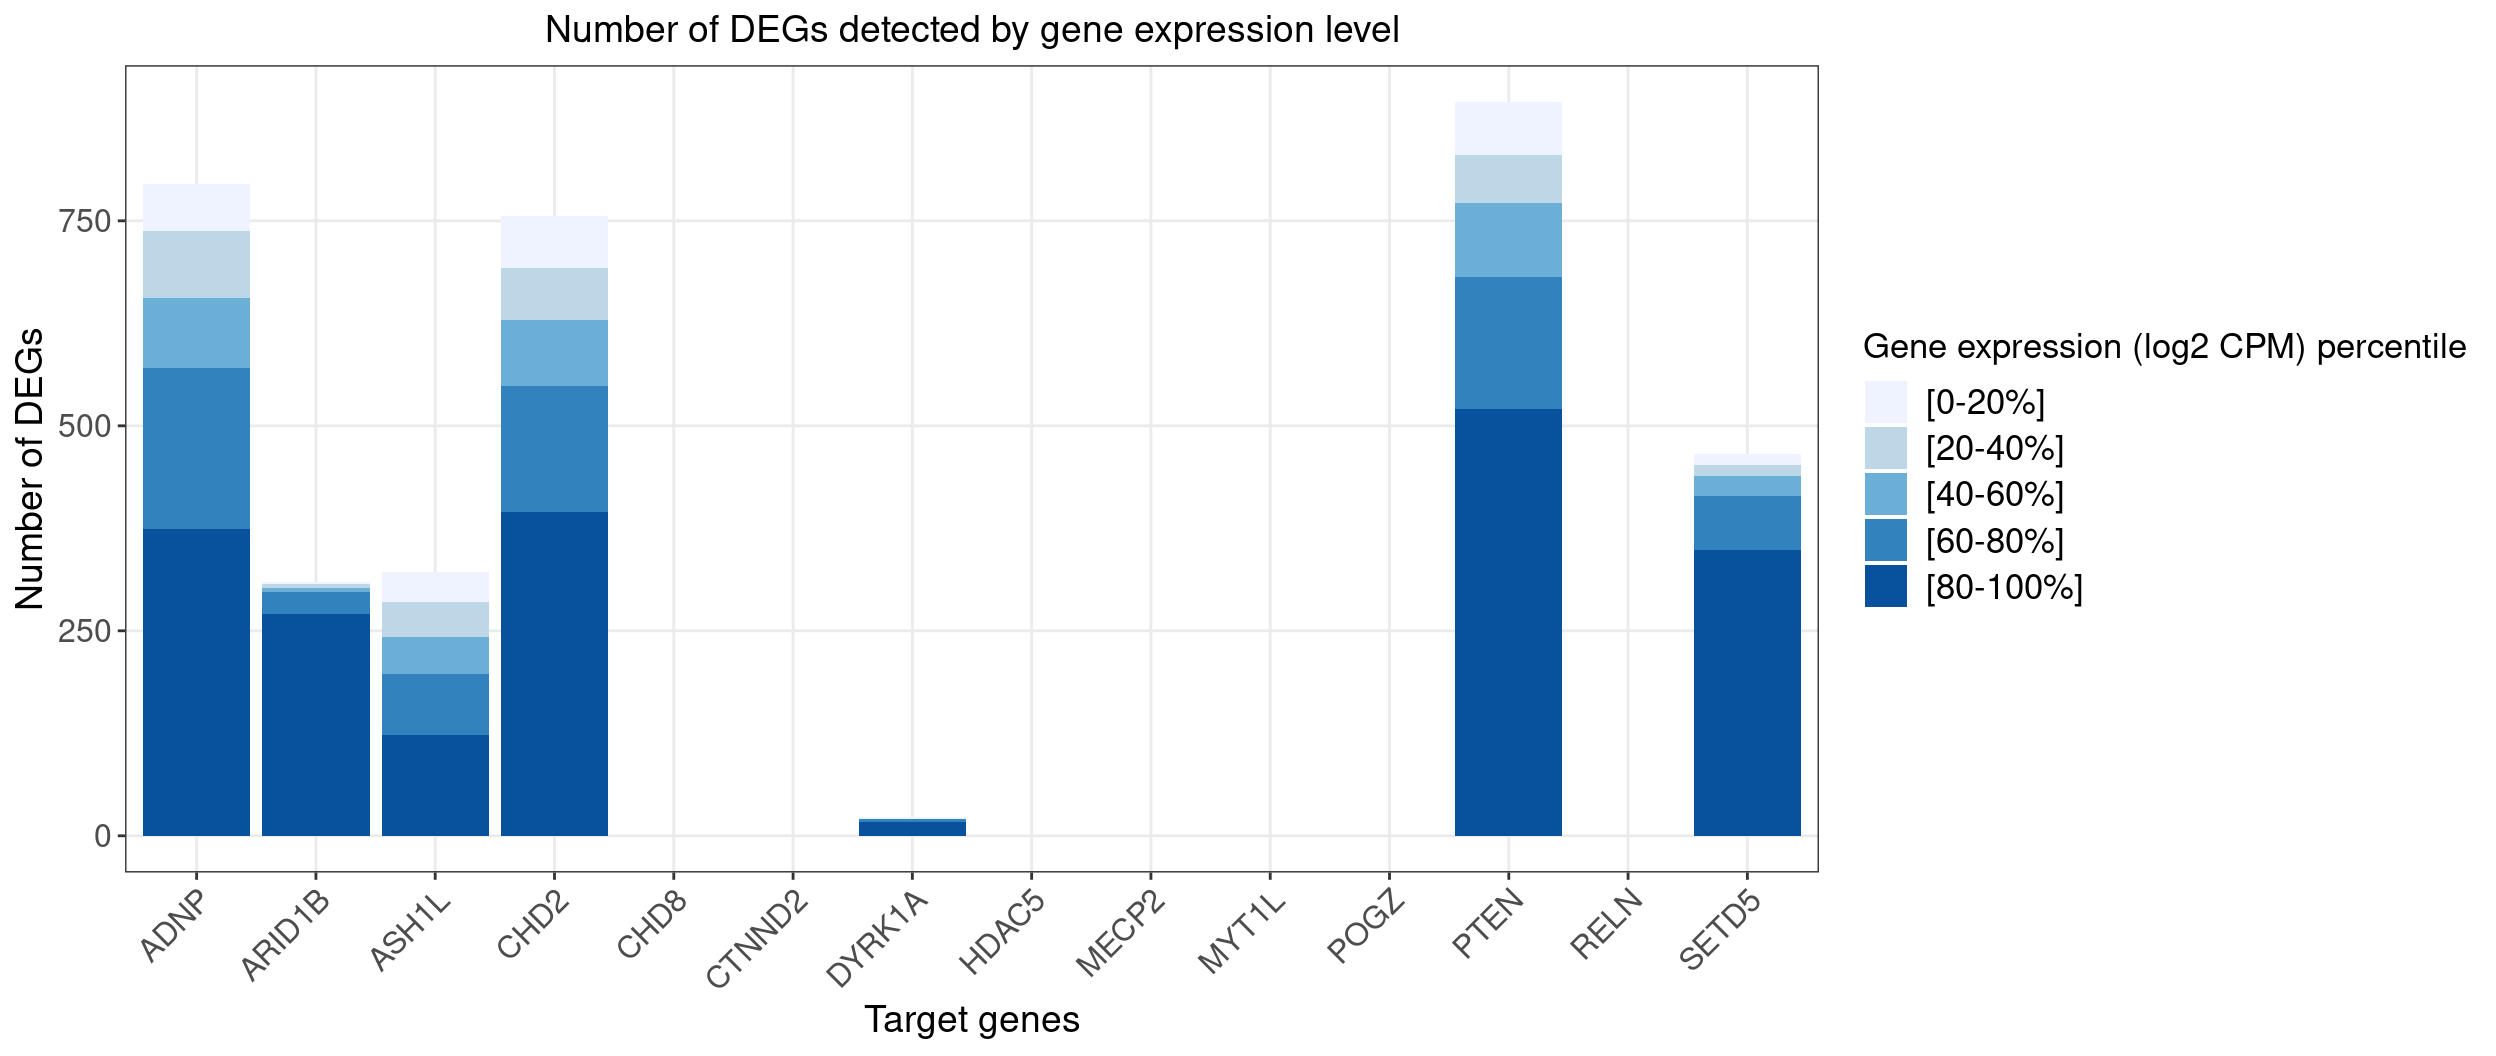 Number of DEGs detected by gene expression level
Number of DEGs
750
500
250
0
ADNP
ARID1B
ASH1L
CHD2
CHD8
CTNND2
DYRK1A
HDAC5
MECP2
MYT1L
POGZ
PTEN
RELN
SETD5
Target genes
Gene expression (log2 CPM) percentile
[0-20%]
[20-40%]
[40-60%]
[60-80%]
[80-100%]